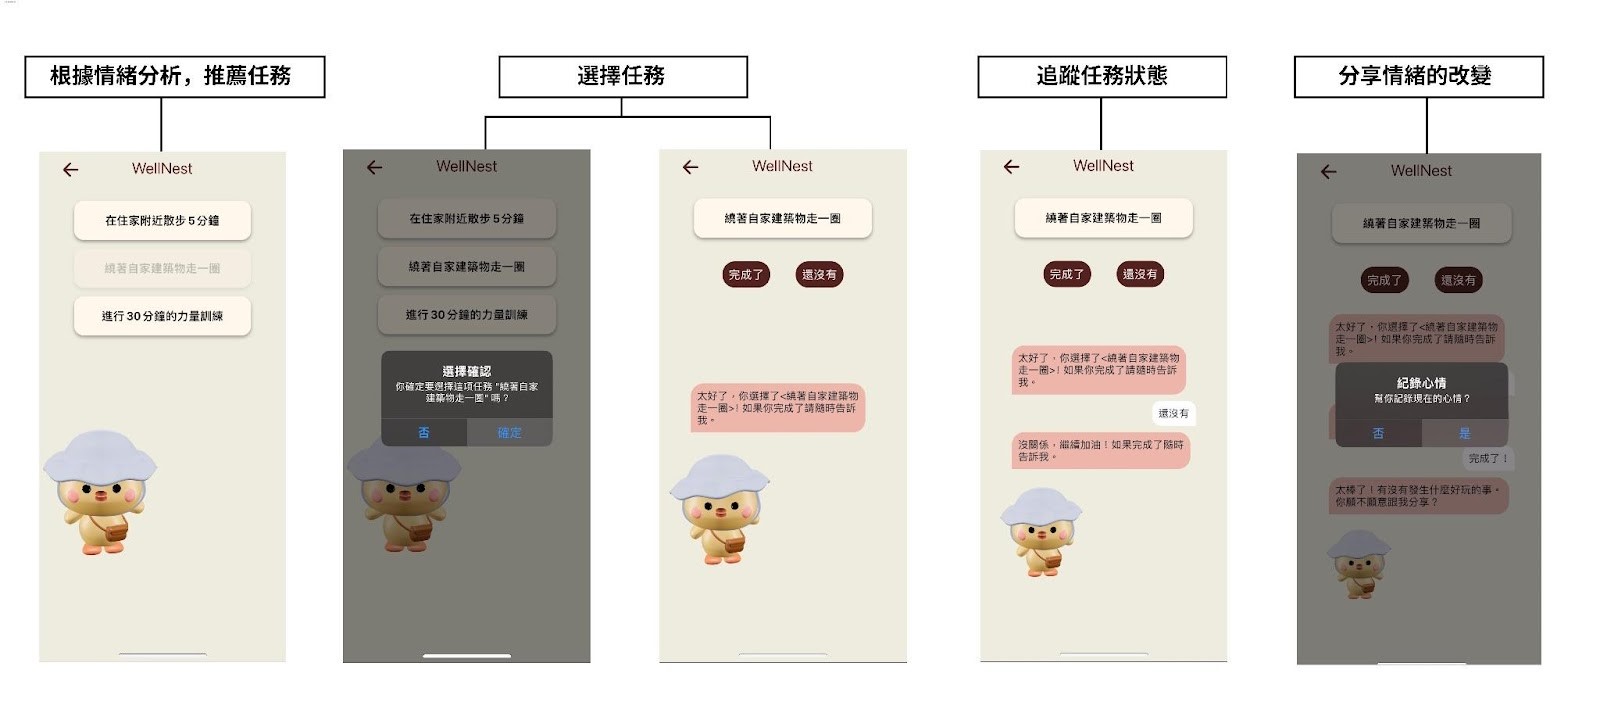 根據情緒分析，推薦任務
選擇任務
追蹤任務狀態
分享情緒的改變
WellNest
在住家附近散步 5 分鐘
繞著自家建築物走一圈
進行 30 分鐘的力量訓練
WellNest
在住家附近散步 5 分鐘
繞著自家建築物走一圈
進行 30 分鐘的力量訓練
選擇確認
你確定要選擇這項任務 "繞著自家
建築物走一圈" 嗎？
否
確定
WellNest
繞著自家建築物走一圈
完成了
還沒有
太好了，你選擇了<繞著自家建築物
走一圈>! 如果你完成了請隨時告訴
我。
WellNest
繞著自家建築物走一圈
完成了
還沒有
太好了，你選擇了<繞著自家建築物
走一圈>! 如果你完成了請隨時告訴
我。
還沒有
沒關係，繼續加油！如果完成了隨時
告訴我。
WellNest
繞著自家建築物走一圈
完成了
還沒有
太好了，你選擇了<繞著自家建築物
走一圈>! 如果你完成了請隨時告訴
我。
紀錄心情
幫你記錄現在的心情？
否
是
完成了！
太棒了！有沒有發生什麼好玩的事。
你願不願意跟我分享？